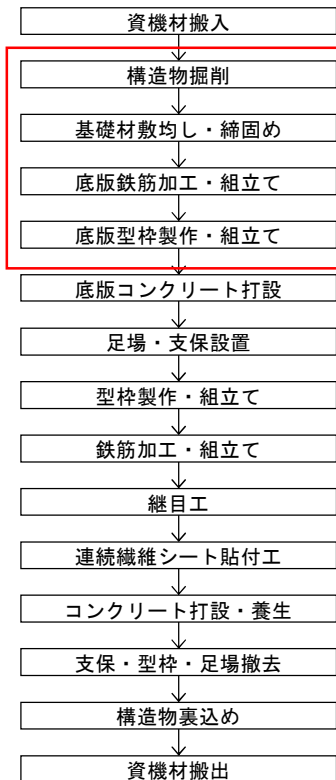 資機材搬入
構造物掘削
基礎材敷均し・締固め
底版鉄筋加工・組立て
底版型枠製作・組立て
底版コンクリート打設
足場・支保設置
型枠製作・組立て
鉄筋加工・組立て
継目工
連続繊維シート貼付工
コンクリート打設・養生
支保・型枠・足場撤去
構造物裏込め
資機材搬出